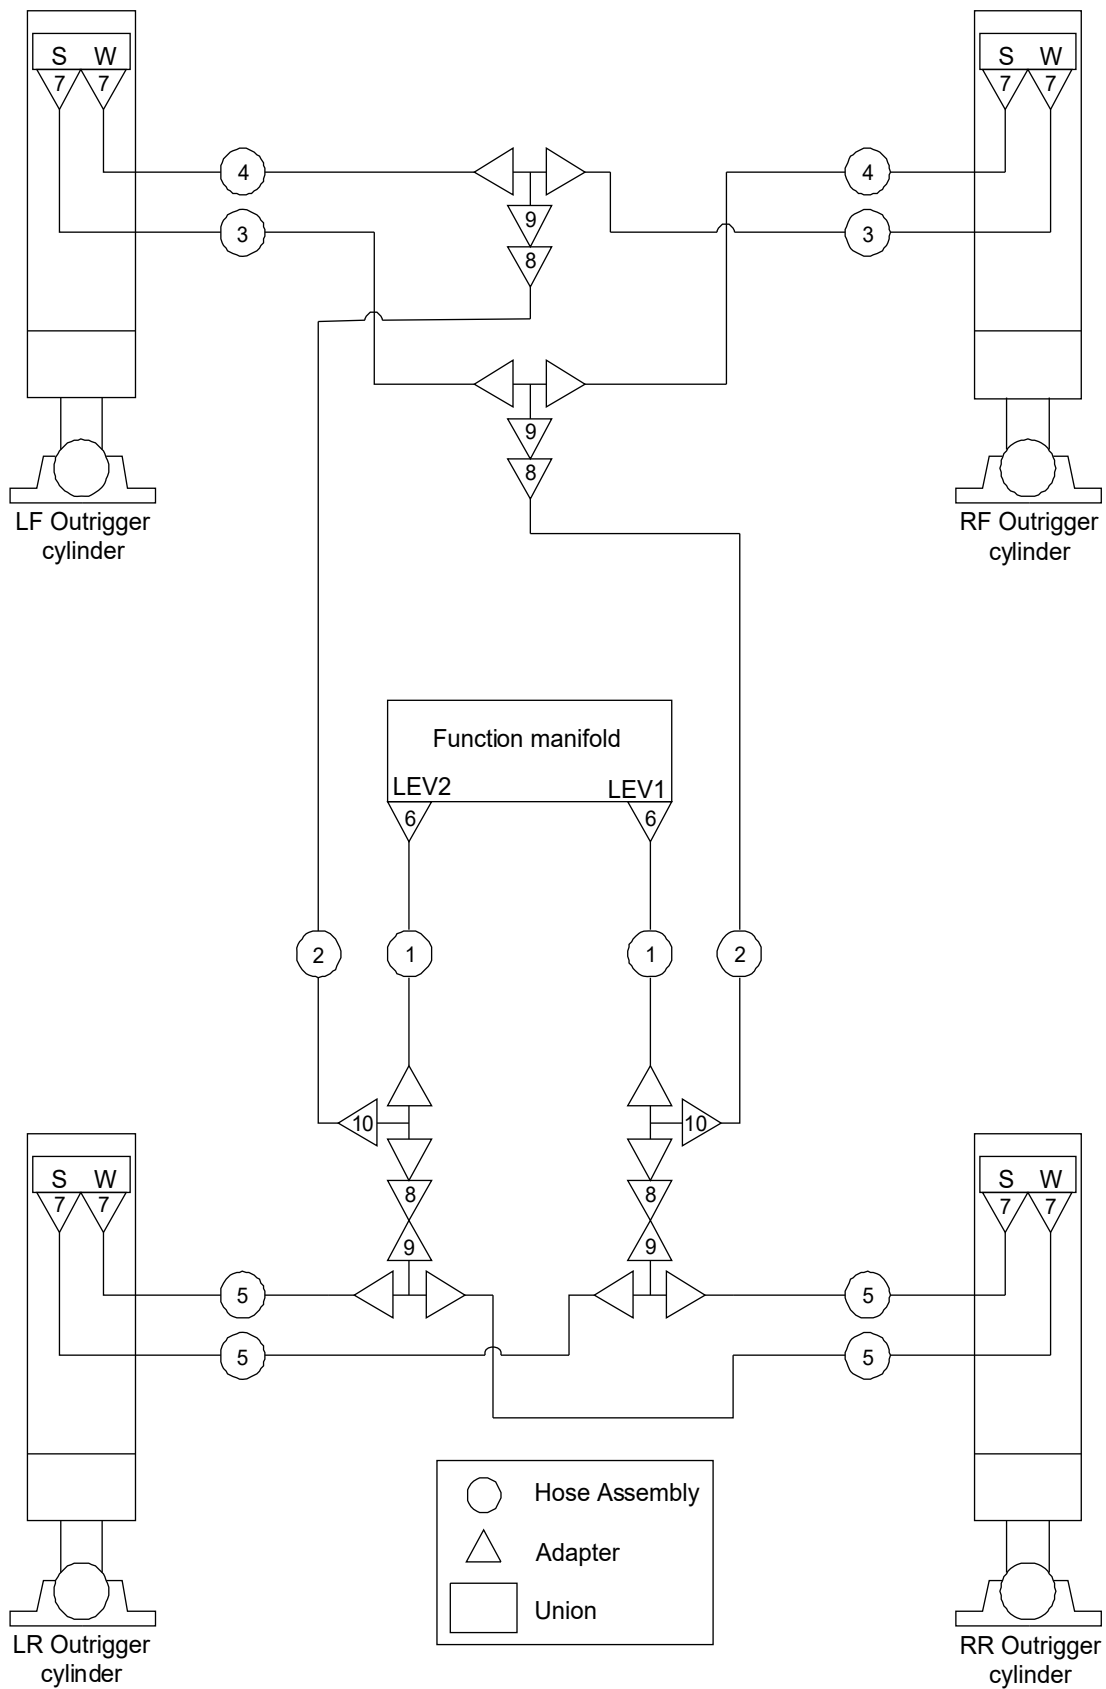 S W
S W
7 7
7 7
4
4
3
3
9
8
9
8
LF Outrigger
cylinder
RF Outrigger
cylinder
Function manifold
LEV2
LEV1
6
6
2
1
1
2
10
10
S W
S W
8
8
7 7
7 7
9
9
5
5
5
5
Hose Assembly
Adapter
Union
LR Outrigger
cylinder
RR Outrigger
cylinder